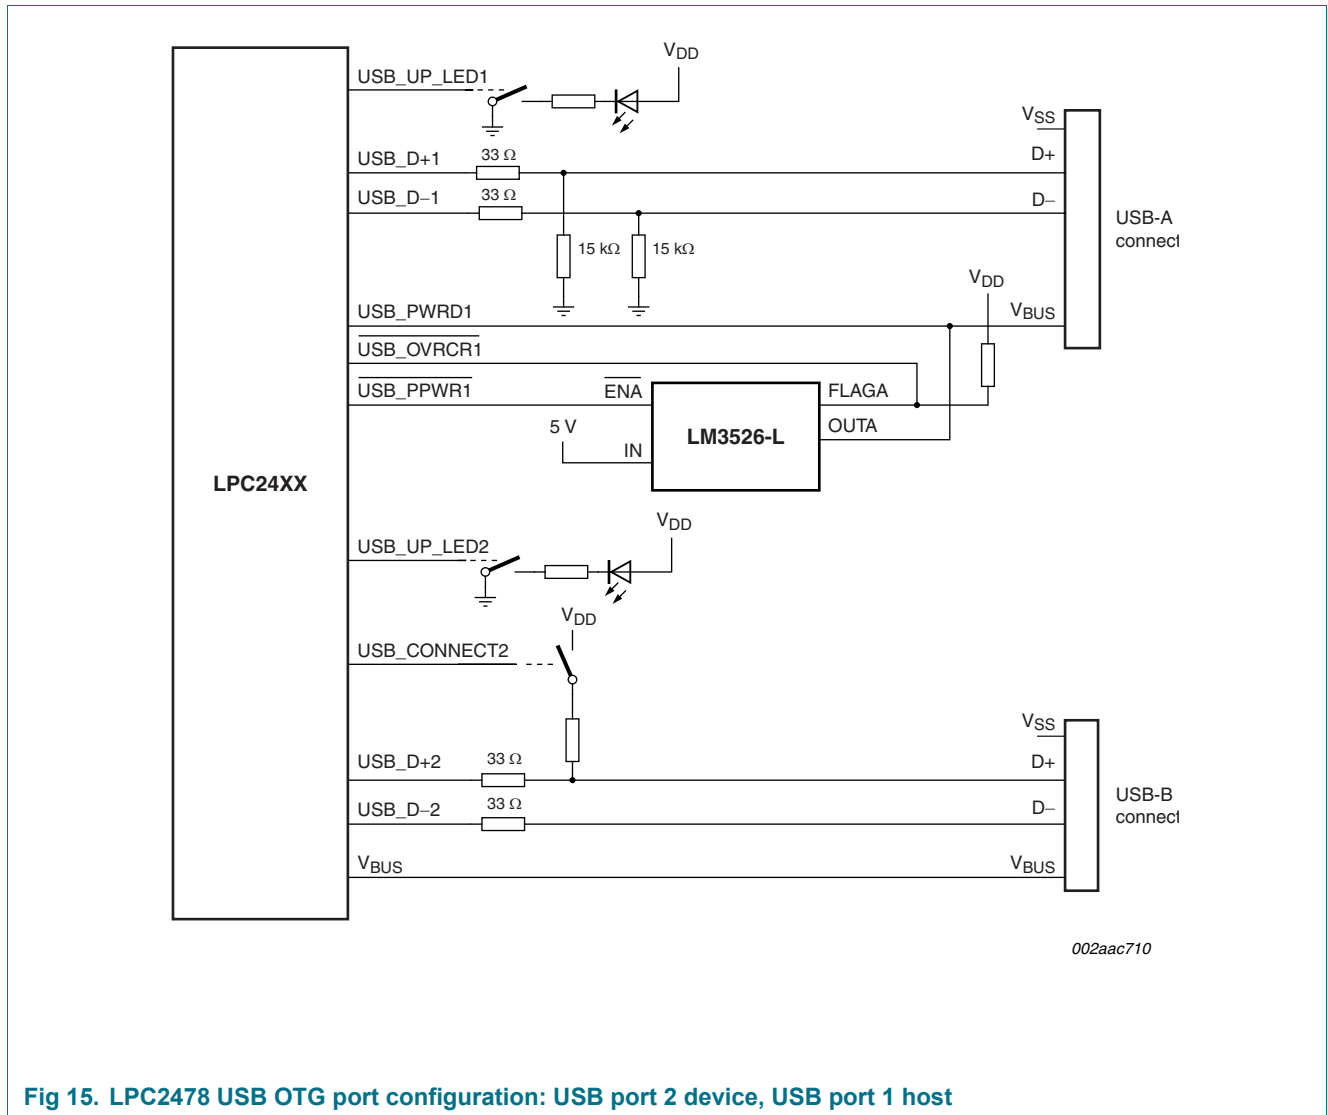 USB_UP_LED1
VDD
VSS
USB_D+1
33 Ω
D+
USB_D−1
33 Ω
D−
USB-A
connect
15 kΩ
15 kΩ
VDD
USB_PWRD1
VBUS
USB_OVRCR1
USB_PPWR1
ENA
FLAGA
5 V
OUTA
LM3526-L
IN
LPC24XX
VDD
USB_UP_LED2
VDD
USB_CONNECT2
VSS
USB_D+2
33 Ω
D+
USB-B
connect
USB_D−2
33 Ω
D−
VBUS
VBUS
002aac710
Fig 15. LPC2478 USB OTG port configuration: USB port 2 device, USB port 1 host